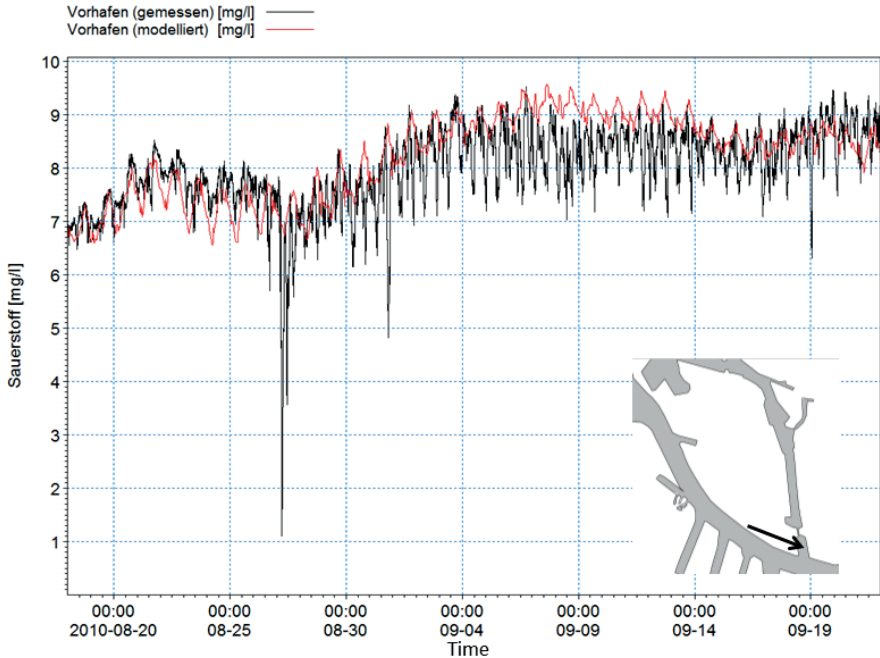 Vorhafen (gemessen) [mg/l]
Vorhafen (modelliert) [mg/l]
10
9
8
7
6
5
4
3
2
1
Sauerstoff [mg/l]
00:00 00:00 00:00 00:00 00:00 00:00 00:00
2010-08-20 08-25 08-30 09-04 09-09 09-14 09-19
Time